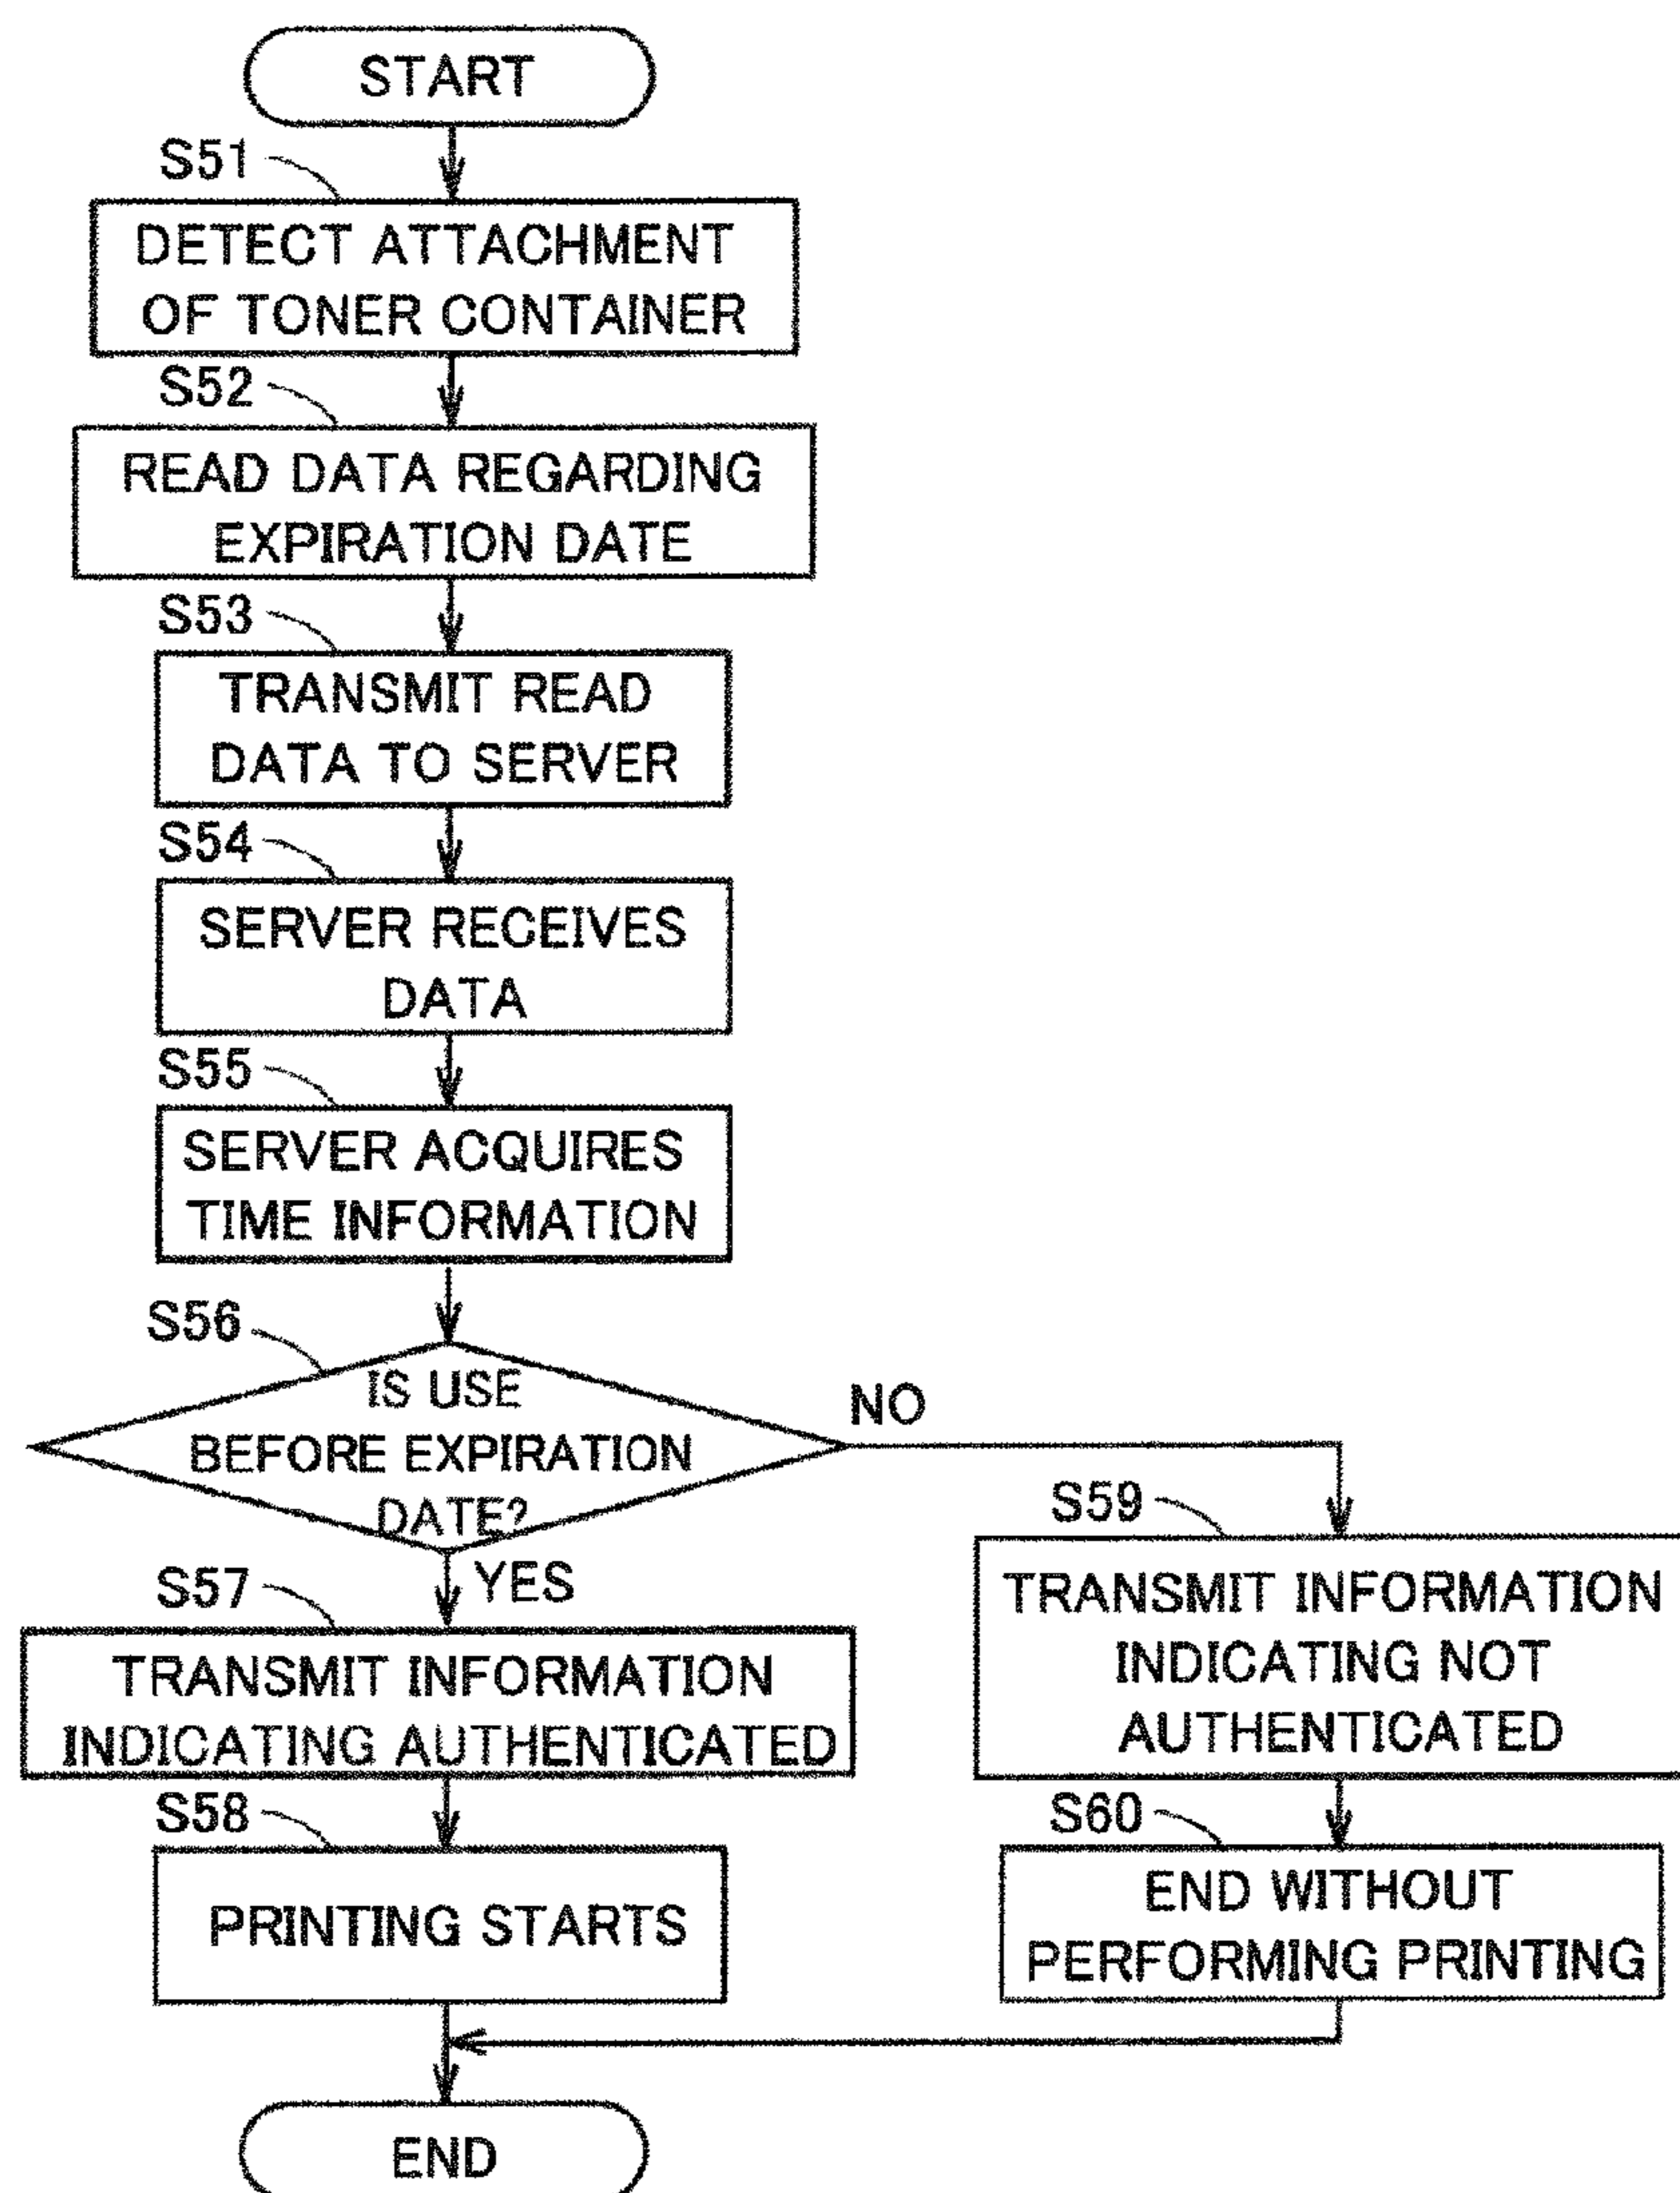 START
S51
DETECT ATTACHMENT
OF TONER CONTAINER
S52
READ DATA REGARDING
EXPIRATION DATE
S53
TRANSMIT READ
DATA TO SERVER
S54
SERVER RECEIVES
DATA
S55
SERVER ACQUIRES
TIME INFORMATION
S56
IS USE
BEFORE EXPIRATION
DATE?
NO
YES
S57
TRANSMIT INFORMATION
INDICATING AUTHENTICATED
S58
PRINTING STARTS
S59
TRANSMIT INFORMATION
INDICATING NOT
AUTHENTICATED
S60
END WITHOUT
PERFORMING PRINTING
END